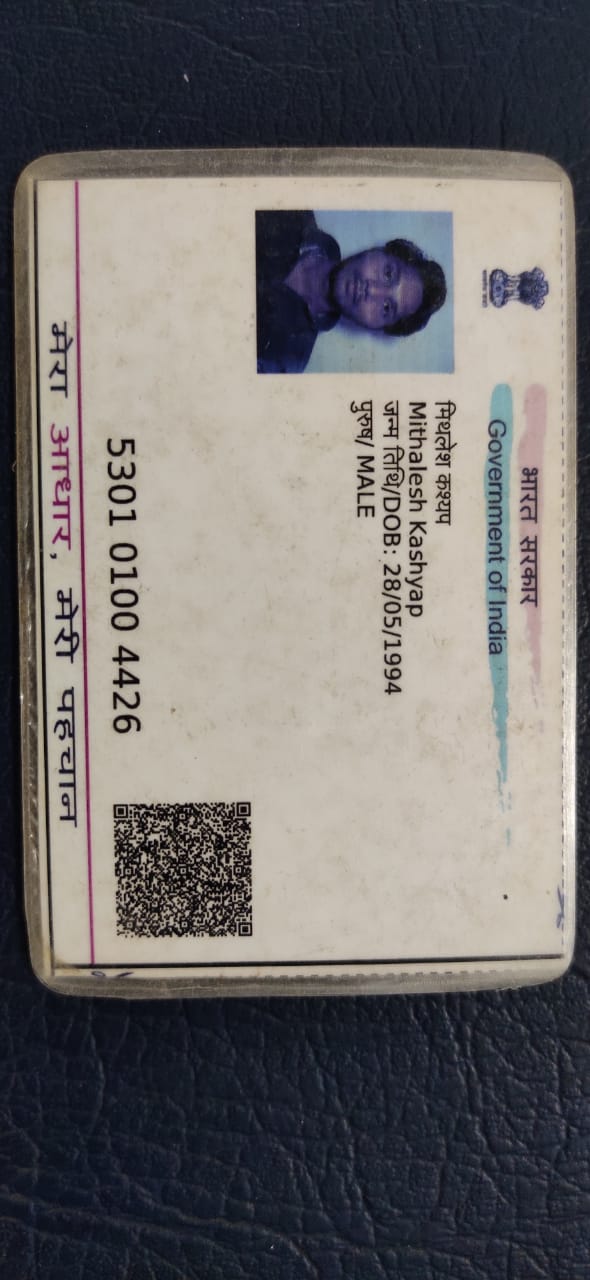 भारत सरकार
Government of India
मिथलेश कश्यप
Mithalesh Kashyap
जन्म तिथि/DOB: 28/05/1994
पुरुष/ MALE
5301 0100 4426
मेरा आधार, मेरी पहचान